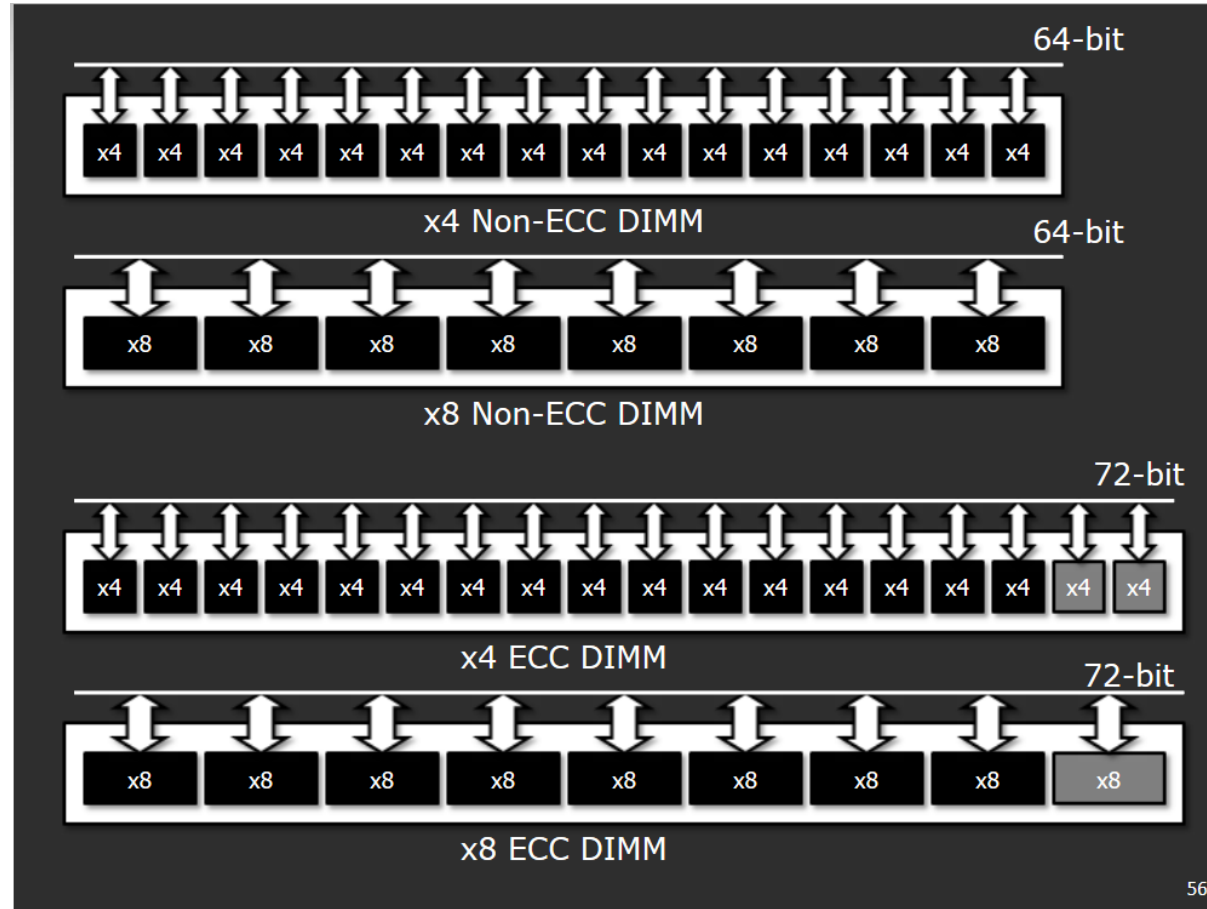 64-bit
x4 x4 x4 x4 x4 x4 x4 x4 x4 x4 x4 x4 x4 x4 x4 x4
x4 Non-ECC DIMM
64-bit
x8 x8 x8 x8 x8 x8 x8 x8
x8 Non-ECC DIMM
72-bit
x4 x4 x4 x4 x4 x4 x4 x4 x4 x4 x4 x4 x4 x4 x4 x4 x4 x4
x4 ECC DIMM
72-bit
x8 x8 x8 x8 x8 x8 x8 x8 x8
x8 ECC DIMM
56